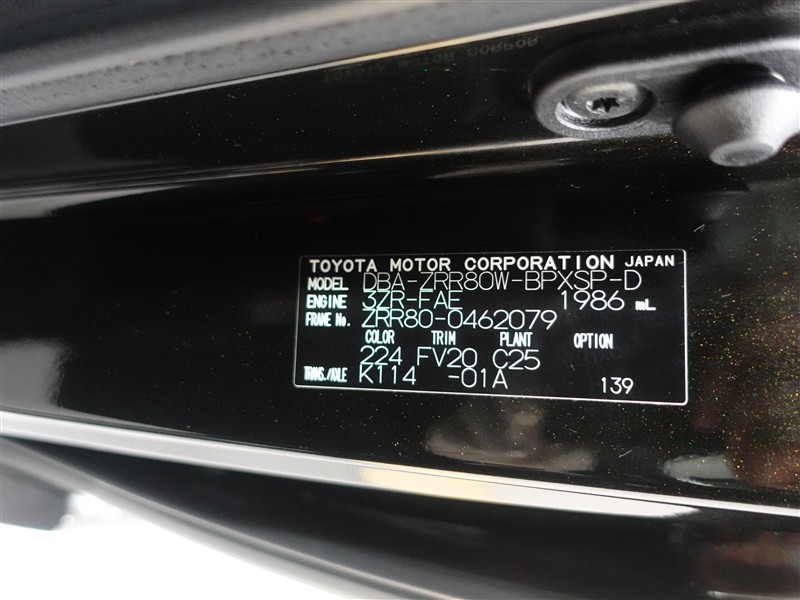 TOYOTA MOTOR CORPORATION JAPAN
MODEL DBA-ZRR80W-BPXSP-D
ENGINE 3ZR-FAE 1986 mL
FRAME No. ZRR80-0462079
COLOR TRIM PLANT OPTION
224 FV20 C25
TRANS./AXLE K114 -01A 139